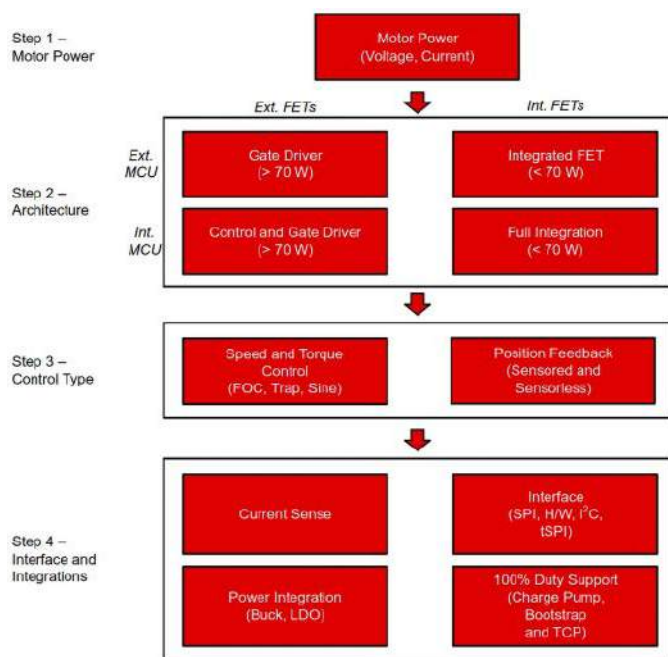 Step 1 –
Motor Power
Motor Power
(Voltage, Current)
Ext. FETs
Int. FETs
Step 2 –
Architecture
Ext.
MCU
Gate Driver
(> 70 W)
Integrated FET
(< 70 W)
Int.
MCU
Control and Gate Driver
(> 70 W)
Full Integration
(< 70 W)
Step 3 –
Control Type
Speed and Torque
Control
(FOC, Trap, Sine)
Position Feedback
(Sensored and
Sensorless)
Step 4 –
Interface and
Integrations
Current Sense
Interface
(SPI, H/W, I²C,
tSPI)
Power Integration
(Buck, LDO)
100% Duty Support
(Charge Pump,
Bootstrap
and TCP)